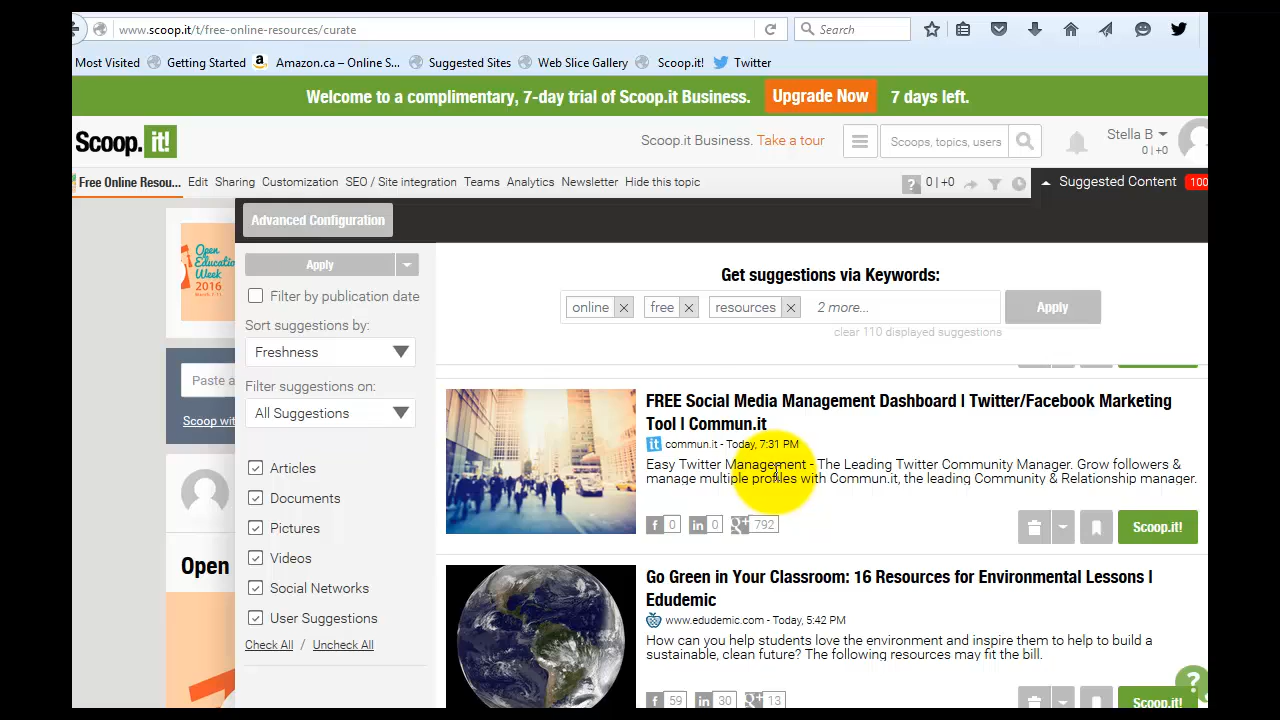 www.scoop.it/t/free-online-resources/curate
Search
Most Visited Getting Started Amazon.ca – Online S... Suggested Sites Web Slice Gallery Scoop.it! Twitter
Welcome to a complimentary, 7-day trial of Scoop.it Business. Upgrade Now 7 days left.
Scoop.it!
Scoop.it Business. Take a tour
Scoops, topics, users
Stella B
0 | +0
Free Online Resou... Edit Sharing Customization SEO / Site integration Teams Analytics Newsletter Hide this topic
? 0 | +0
Suggested Content 100
Advanced Configuration
Open
Education
Week
2016
Apply
Filter by publication date
Sort suggestions by:
Freshness
Filter suggestions on:
All Suggestions
Articles
Documents
Pictures
Videos
Social Networks
User Suggestions
Check All / Uncheck All
Paste a
Scoop wit
Open
Get suggestions via Keywords:
online free resources 2 more...
Apply
clear 110 displayed suggestions
FREE Social Media Management Dashboard | Twitter/Facebook Marketing
Tool | Commun.it
it commun.it - Today, 7:31 PM
Easy Twitter Management - The Leading Twitter Community Manager. Grow followers &
manage multiple profiles with Commun.it, the leading Community & Relationship manager.
f 0 in 0 g+ 792
Scoop.it!
Go Green in Your Classroom: 16 Resources for Environmental Lessons |
Edudemic
www.edudemic.com - Today, 5:42 PM
How can you help students love the environment and inspire them to help to build a
sustainable, clean future? The following resources may fit the bill.
f 59 in 30 g+ 13
Scoop.it!
?